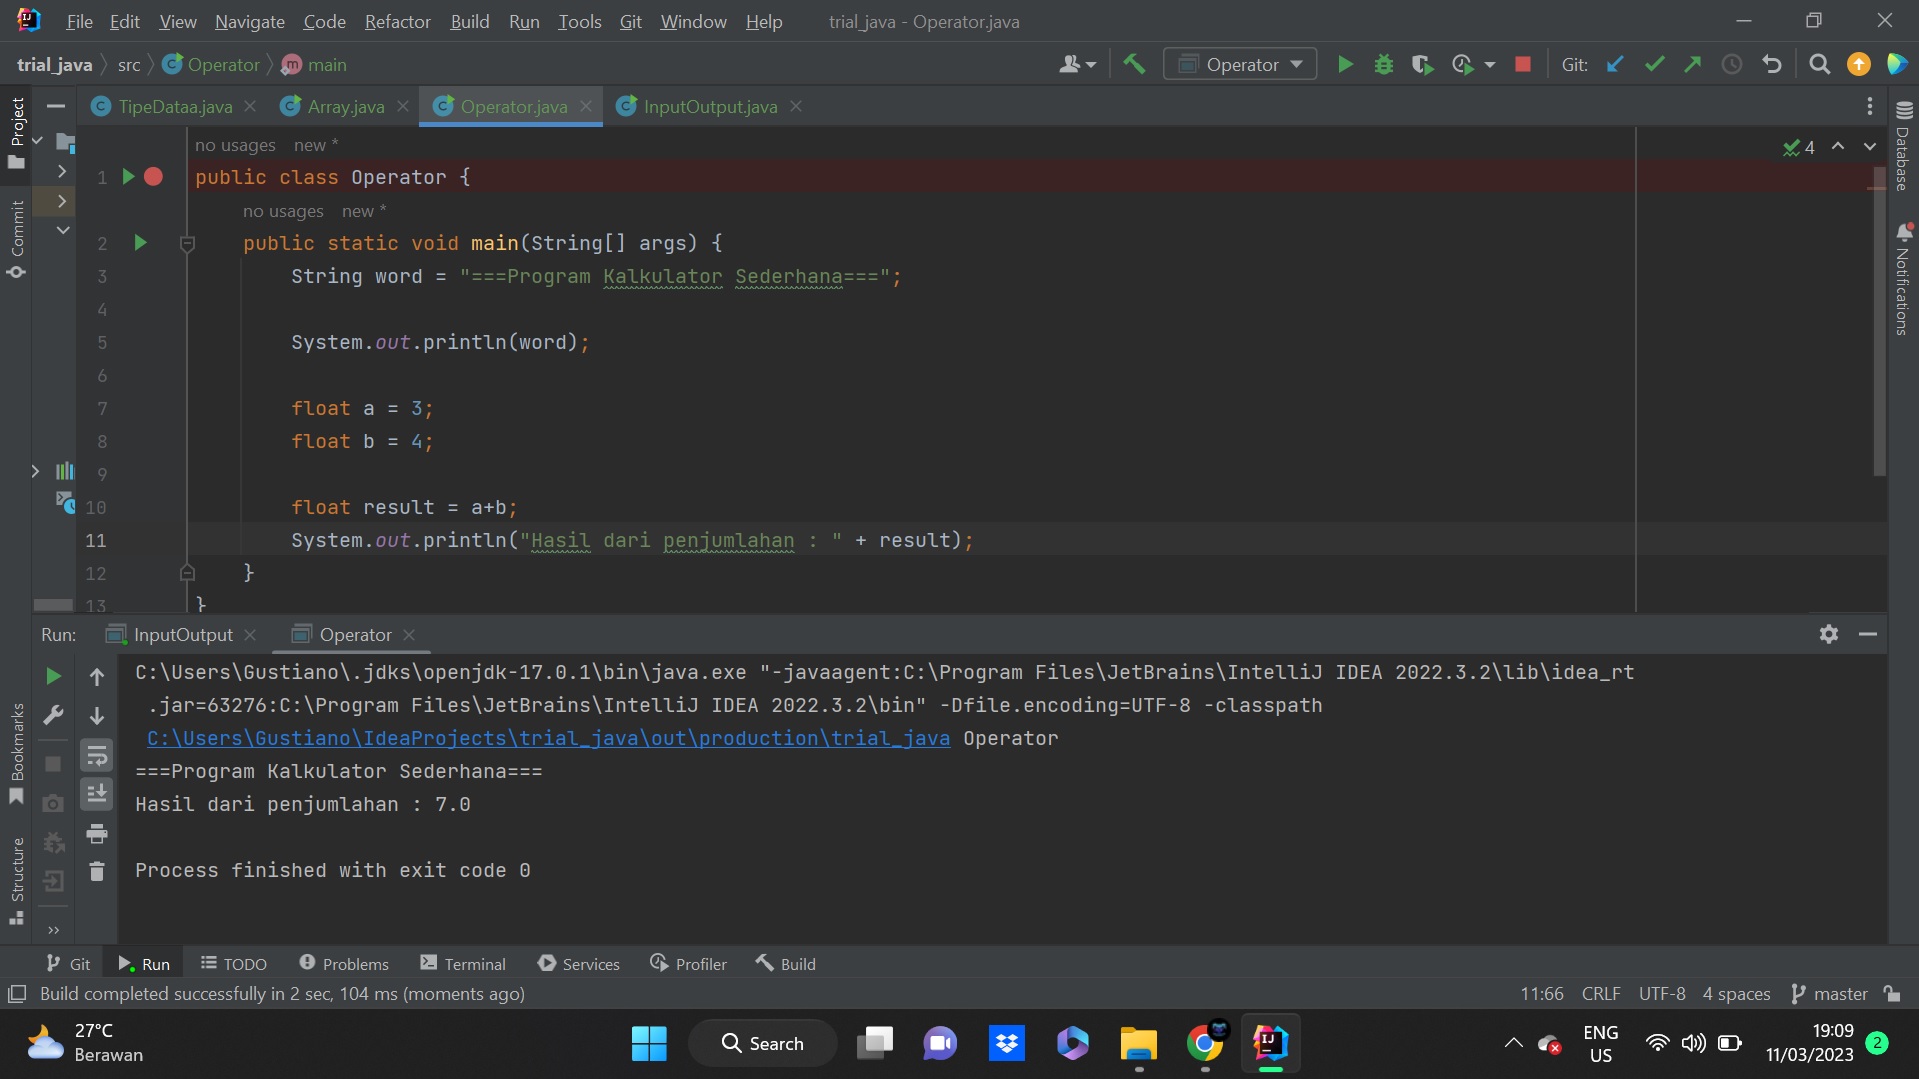 File Edit View Navigate Code Refactor Build Run Tools Git Window Help trial_java - Operator.java
trial_java src Operator main Operator Git:
TipeDataa.java Array.java Operator.java InputOutput.java
Project
Commit
Bookmarks
Structure
Database
Notifications
no usages new *
4
1 public class Operator {
no usages new *
2 public static void main(String[] args) {
3 String word = "===Program Kalkulator Sederhana===";
4
5 System.out.println(word);
6
7 float a = 3;
8 float b = 4;
9
10 float result = a+b;
11 System.out.println("Hasil dari penjumlahan : " + result);
12 }
13 }
Run: InputOutput Operator
C:\Users\Gustiano\.jdks\openjdk-17.0.1\bin\java.exe "-javaagent:C:\Program Files\JetBrains\IntelliJ IDEA 2022.3.2\lib\idea_rt
.jar=63276:C:\Program Files\JetBrains\IntelliJ IDEA 2022.3.2\bin" -Dfile.encoding=UTF-8 -classpath
C:\Users\Gustiano\IdeaProjects\trial_java\out\production\trial_java Operator
===Program Kalkulator Sederhana===
Hasil dari penjumlahan : 7.0
Process finished with exit code 0
Git Run TODO Problems Terminal Services Profiler Build
Build completed successfully in 2 sec, 104 ms (moments ago) 11:66 CRLF UTF-8 4 spaces master
27°C
Berawan
Search
ENG
US
19:09
11/03/2023
2